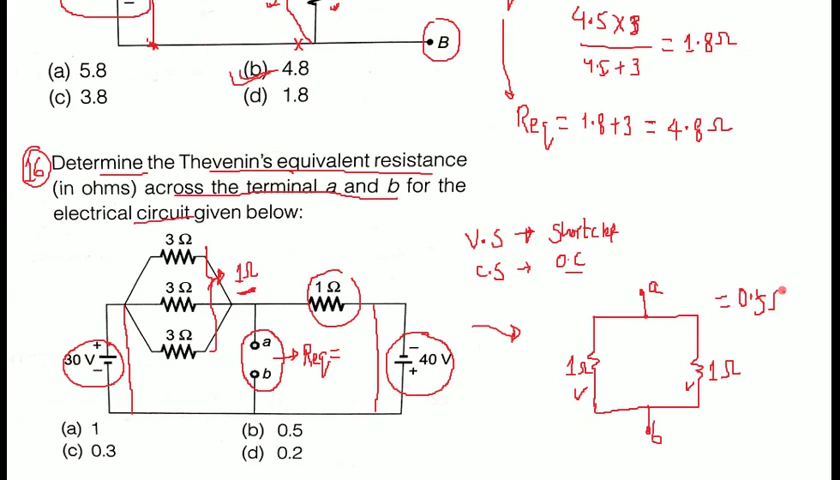 B
(a) 5.8
(b) 4.8
(c) 3.8
(d) 1.8
4.5×3
4.5+3
= 1.8Ω
Req = 1.8+3 = 4.8Ω
16 Determine the Thevenin's equivalent resistance
(in ohms) across the terminal a and b for the
electrical circuit given below:
V.S → Shortckt
C.S → O.C
3 Ω
3 Ω
3 Ω
1Ω
1 Ω
30 V
+
−
a
b
→ Req =
−
40 V
+
a
= 0.5Ω
1Ω
1Ω
b
(a) 1
(b) 0.5
(c) 0.3
(d) 0.2